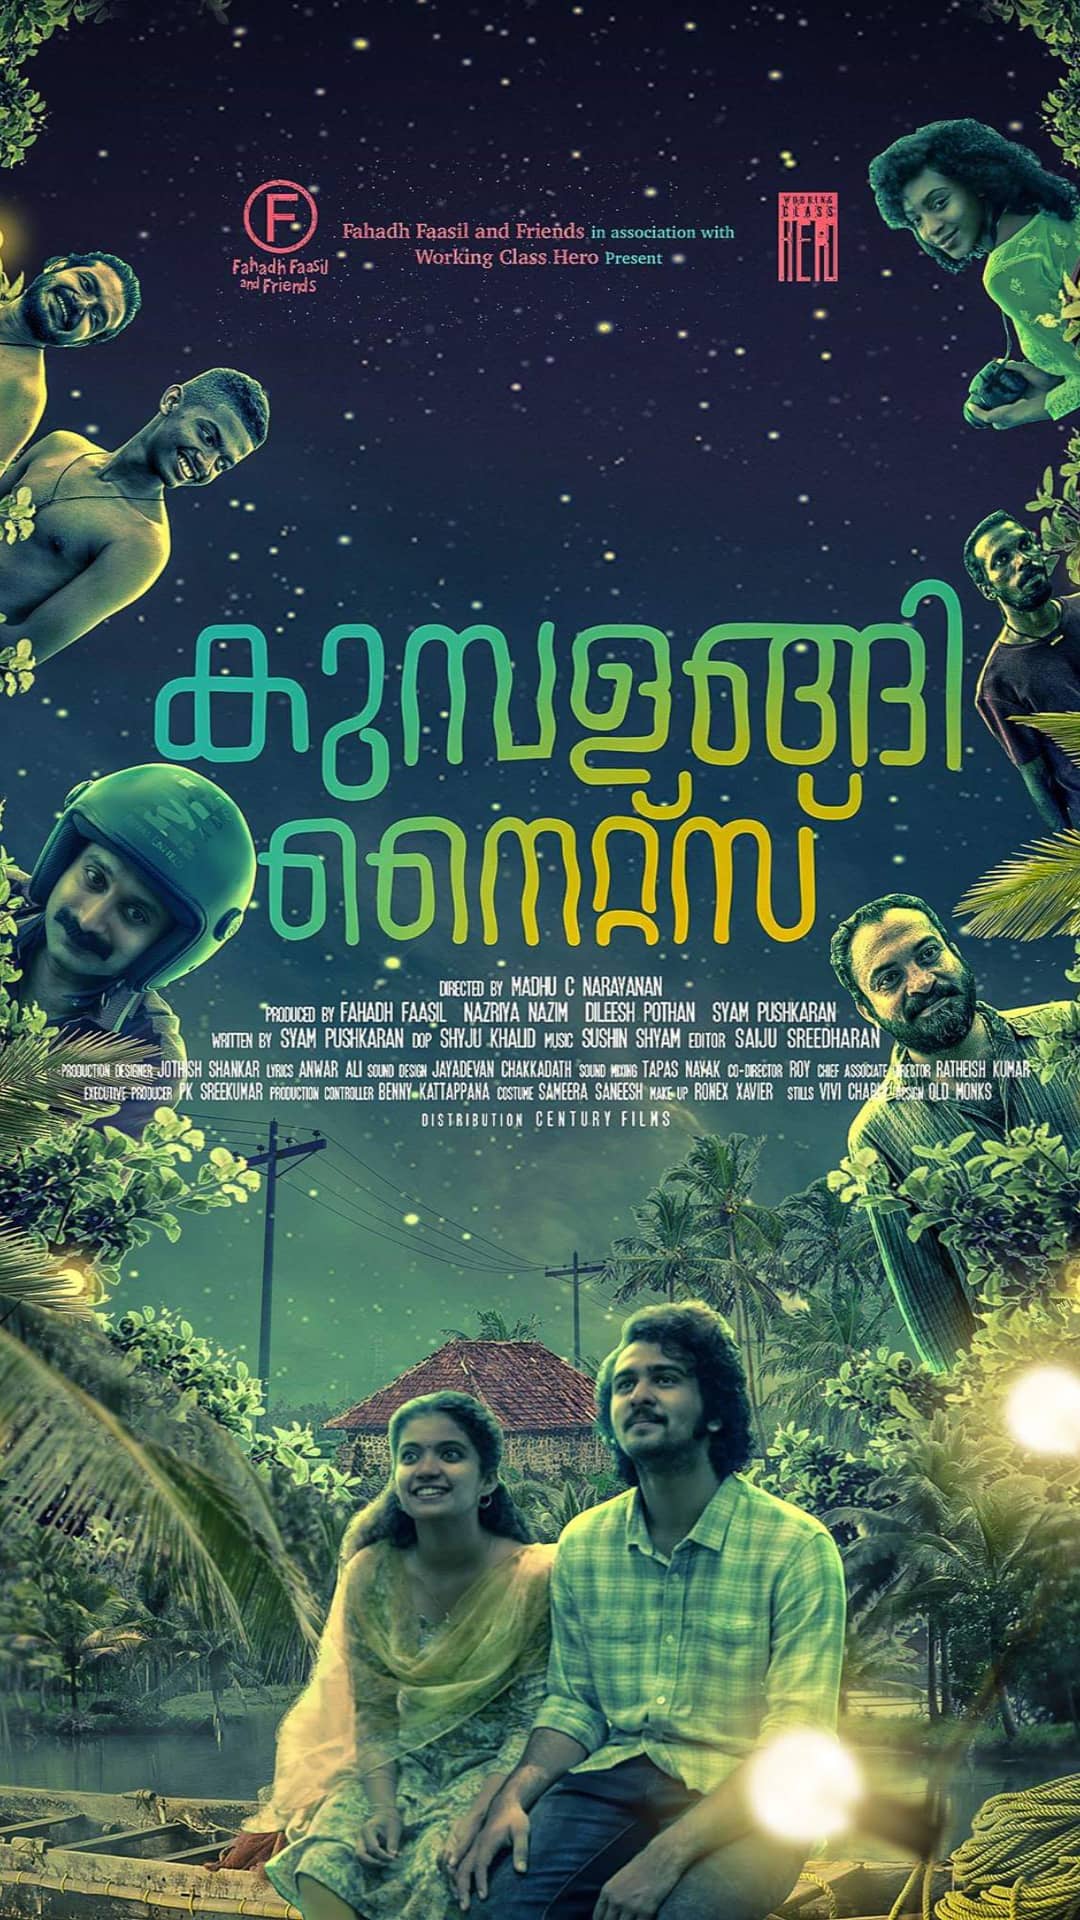 F
Fahadh Faasil
and Friends
Fahadh Faasil and Friends in association with
Working Class Hero Present
WORKING
CLASS
HERO
കുമ്പളങ്ങി
നൈറ്റ്സ്
DIRECTED BY MADHU C NARAYANAN
PRODUCED BY FAHADH FAASIL NAZRIYA NAZIM DILEESH POTHAN SYAM PUSHKARAN
WRITTEN BY SYAM PUSHKARAN DOP SHYJU KHALID MUSIC SUSHIN SHYAM EDITOR SAIJU SREEDHARAN
PRODUCTION DESIGNER JOTHISH SHANKAR LYRICS ANWAR ALI SOUND DESIGN JAYADEVAN CHAKKADATH SOUND MIXING TAPAS NAYAK CO-DIRECTOR ROY CHIEF ASSOCIATE DIRECTOR RATHEISH KUMAR
EXECUTIVE PRODUCER PK SREEKUMAR PRODUCTION CONTROLLER BENNY KATTAPPANA COSTUME SAMEERA SANEESH MAKE UP RONEX XAVIER STILLS VIVI DESIGN OLD MONKS
DISTRIBUTION CENTURY FILMS